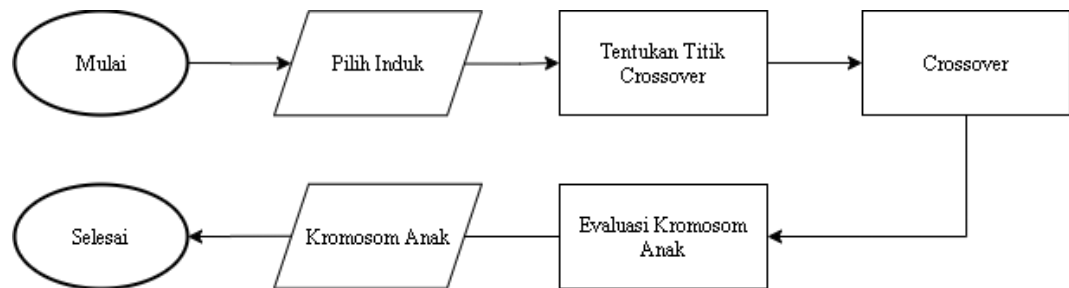 Mulai
Pilih Induk
Tentukan Titik
Crossover
Crossover
Evaluasi Kromosom
Anak
Kromosom Anak
Selesai